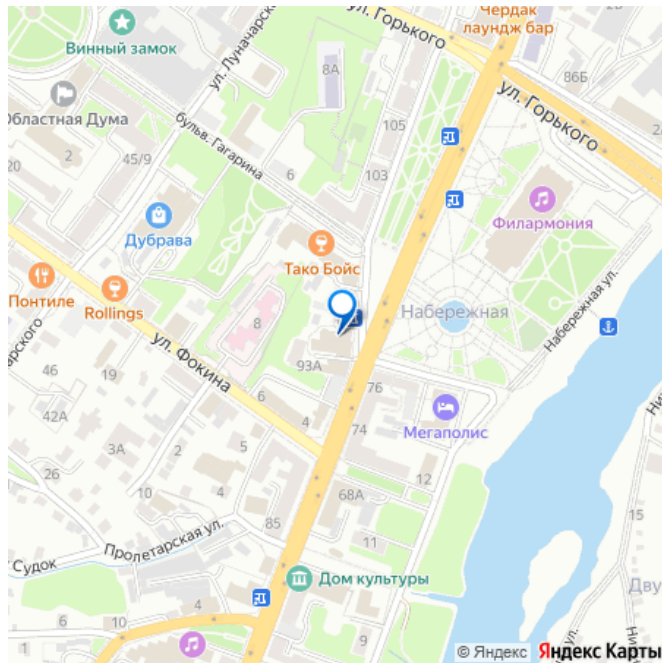 Чердак
лаундж бар
ул. Горького
Винный замок
ул. Луначарского
8А
86Б
ул. Горького
Областная Дума
105
бульв. Гагарина
2
45/9
20
6
103
Филармония
Дубрава
Тако Бойс
Понтиле
Rollings
Набережная
Набережная ул.
8
ул. Фокина
93А
76
46
19
6
Мегаполис
42А
4
74
3А
2
12
5
26
10
4
68А
85
11
15
Пролетарская ул.
Судок
1
Дом культуры
4
10
6
9
© Яндекс
Яндекс Карты